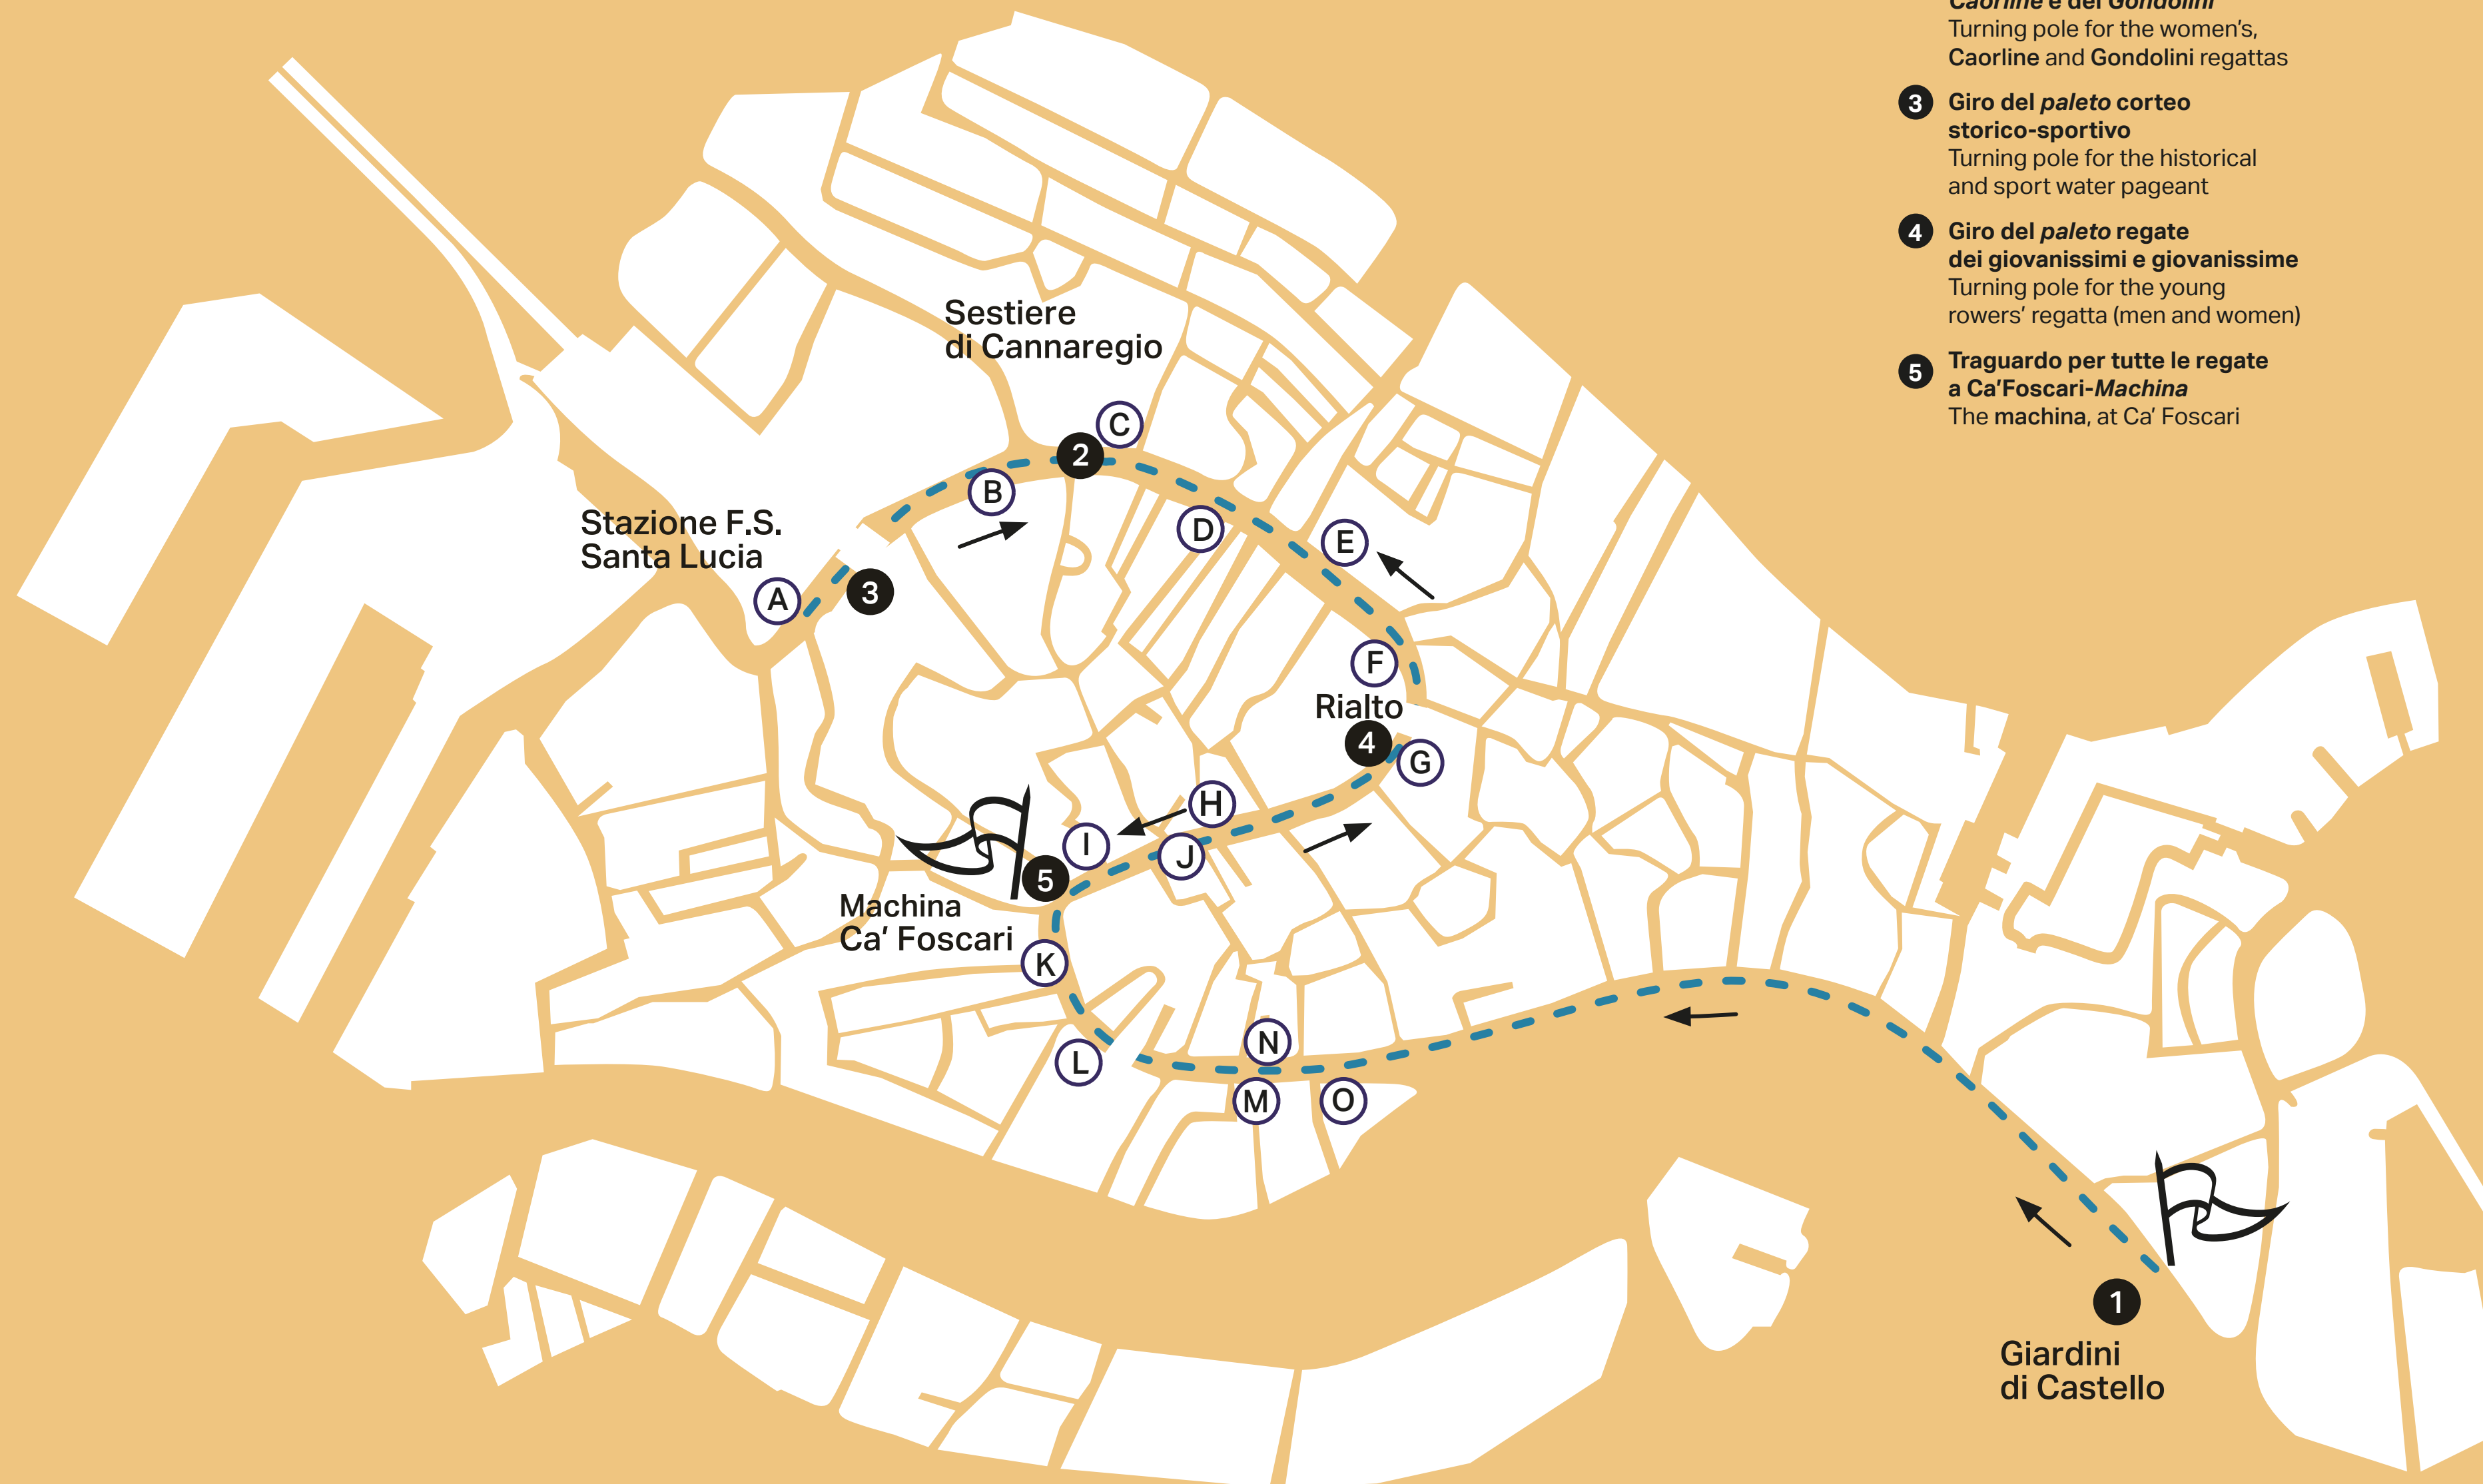 Caorline e dei Gondolini
Turning pole for the women's,
Caorline and Gondolini regattas
3
Giro del paleto corteo
storico-sportivo
Turning pole for the historical
and sport water pageant
4
Giro del paleto regate
dei giovanissimi e giovanissime
Turning pole for the young
rowers' regatta (men and women)
5
Traguardo per tutte le regate
a Ca'Foscari-Machina
The machina, at Ca' Foscari
Sestiere
di Cannaregio
C
2
B
Stazione F.S.
Santa Lucia
D
E
A
3
F
Rialto
4
G
H
I
J
5
Machina
Ca' Foscari
K
N
L
M
O
1
Giardini
di Castello